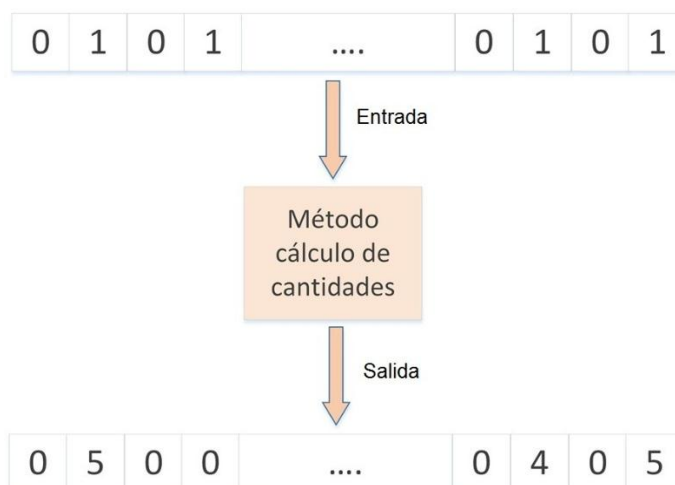 0 1 0 1 .... 0 1 0 1
Entrada
Método
cálculo de
cantidades
Salida
0 5 0 0 .... 0 4 0 5